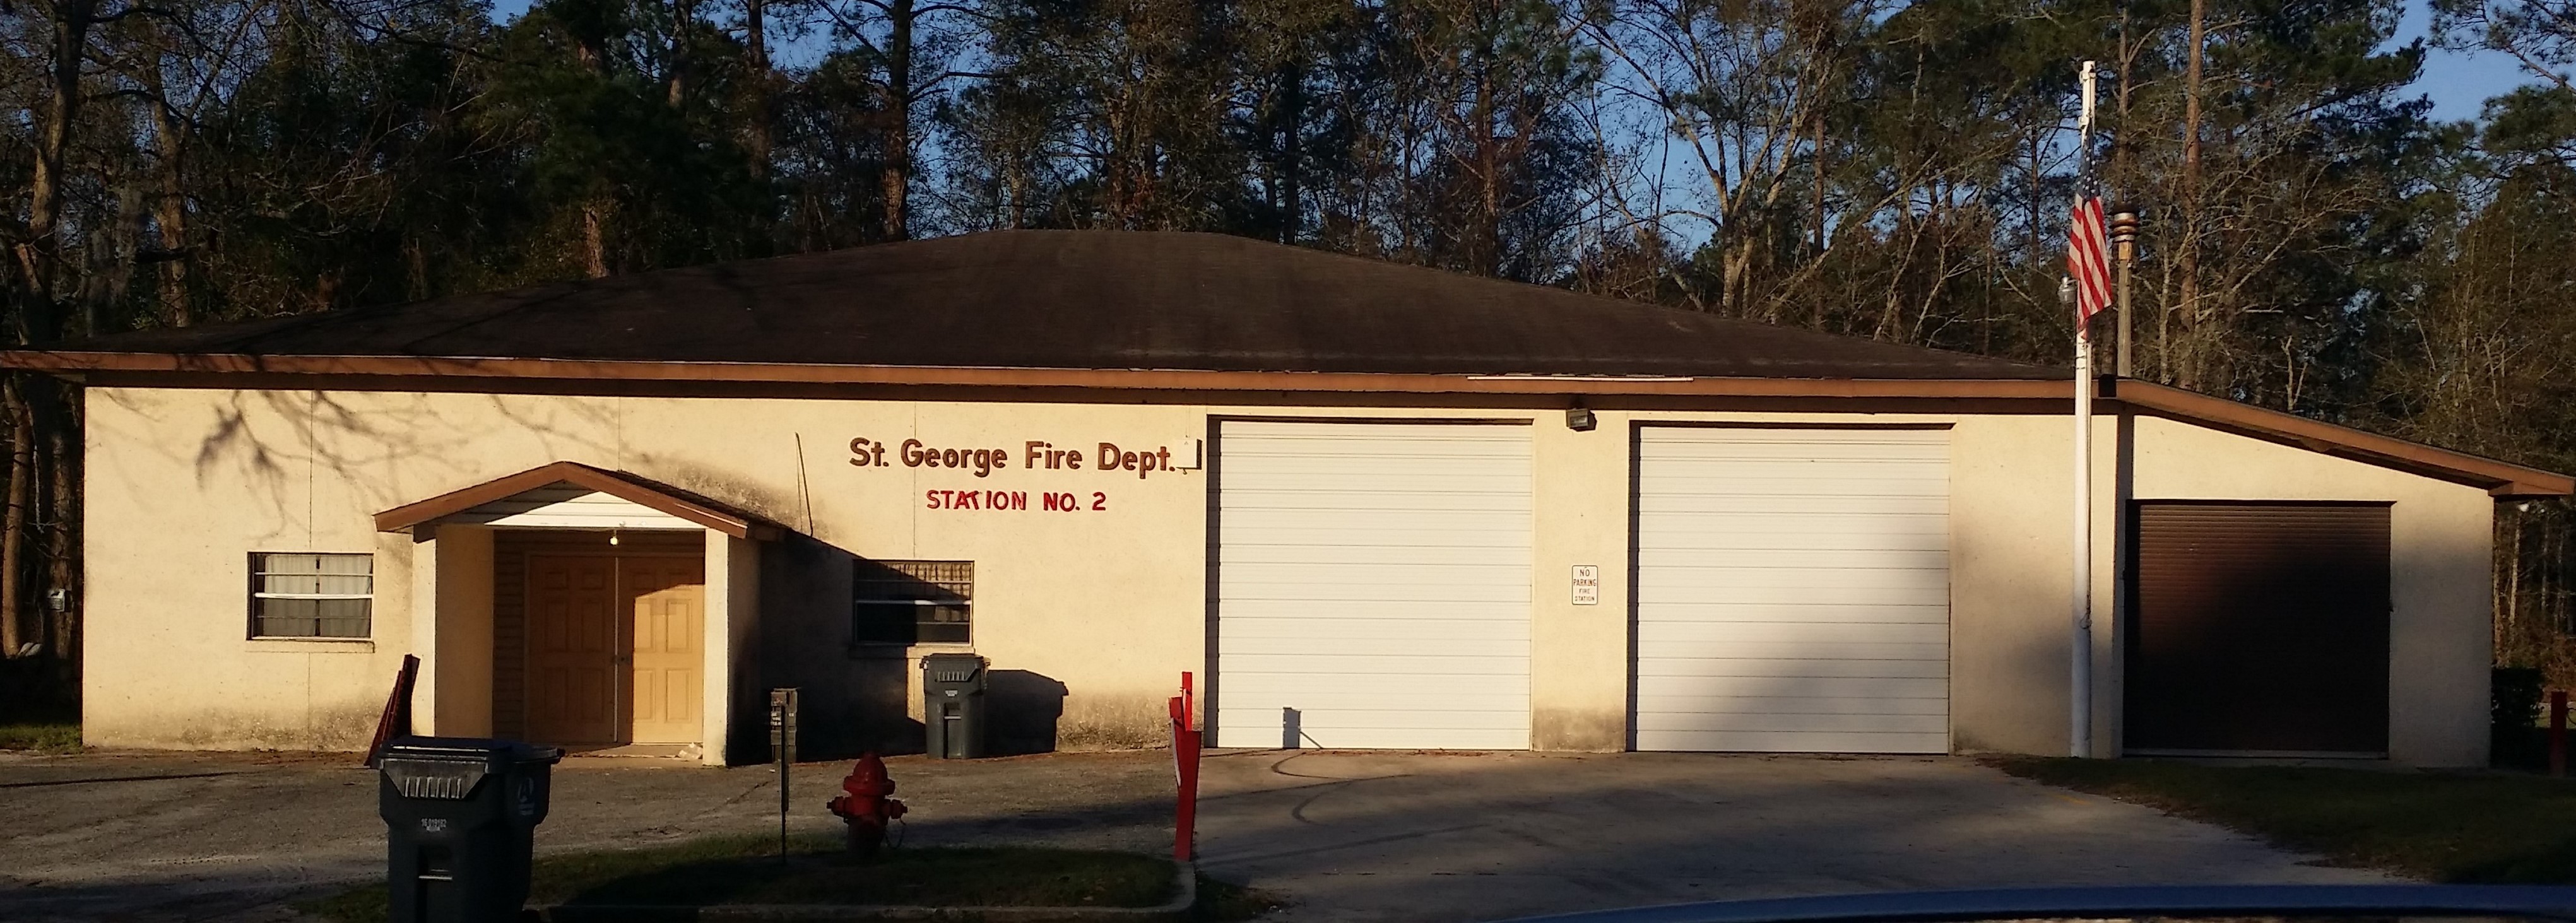 St. George Fire Dept.
STATION NO. 2
NO
PARKING
FIRE
STATION